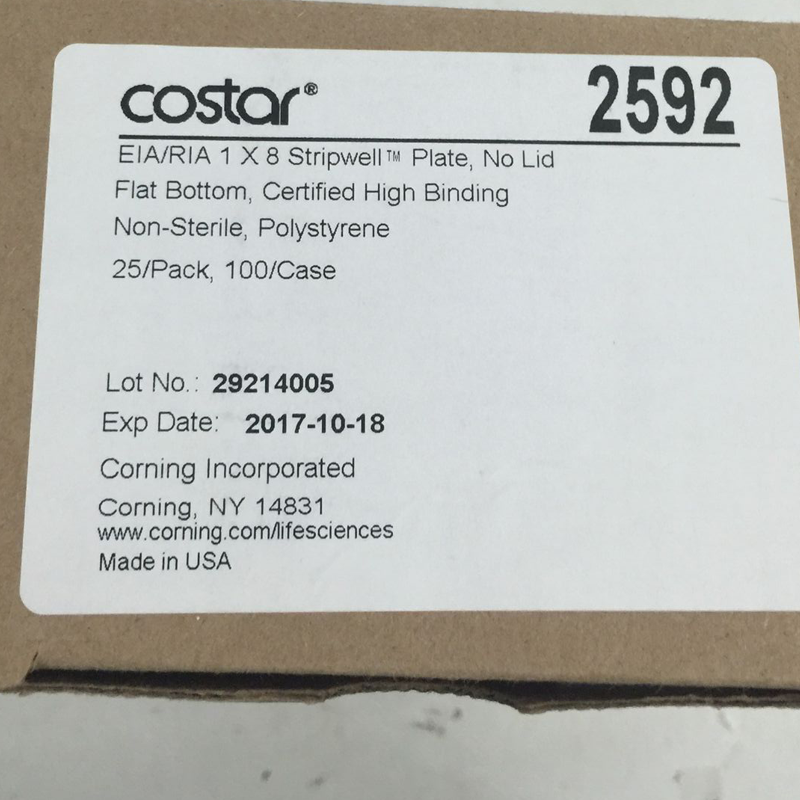 costar® 2592
EIA/RIA 1 X 8 Stripwell™ Plate, No Lid
Flat Bottom, Certified High Binding
Non-Sterile, Polystyrene
25/Pack, 100/Case
Lot No.: 29214005
Exp Date: 2017-10-18
Corning Incorporated
Corning, NY 14831
www.corning.com/lifesciences
Made in USA